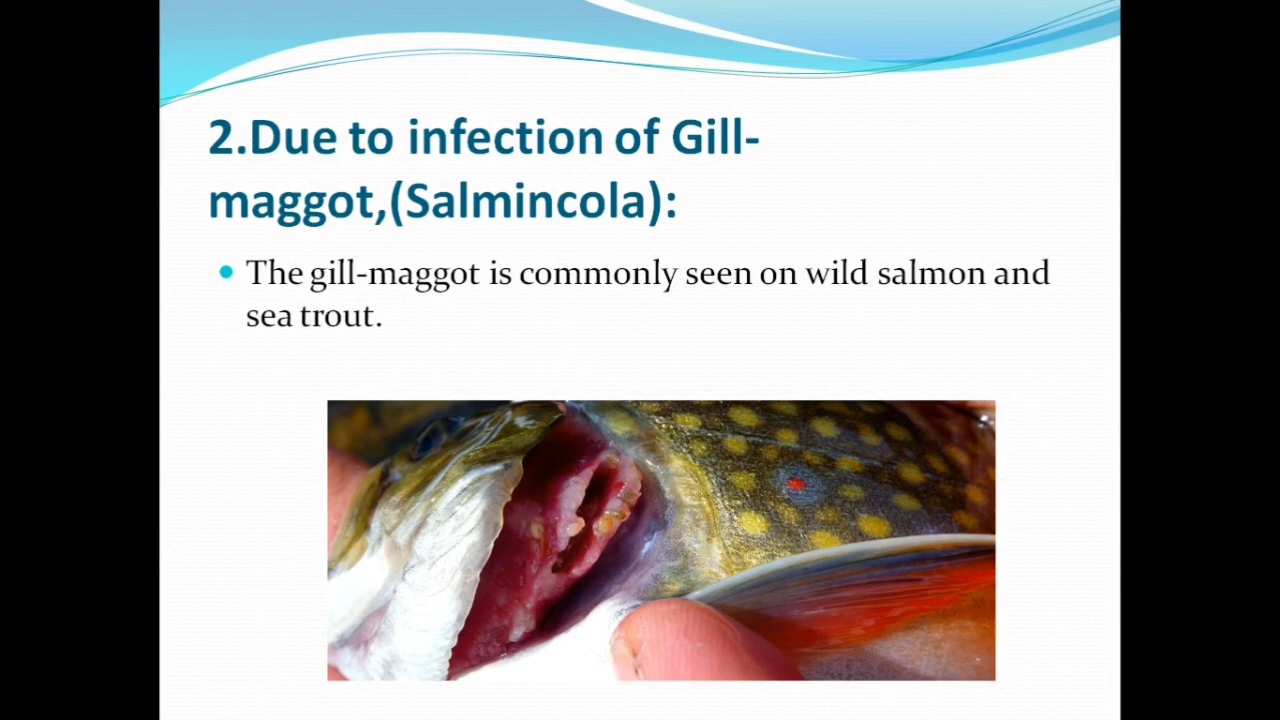 2.Due to infection of Gill-
maggot,(Salmincola):
The gill-maggot is commonly seen on wild salmon and
sea trout.